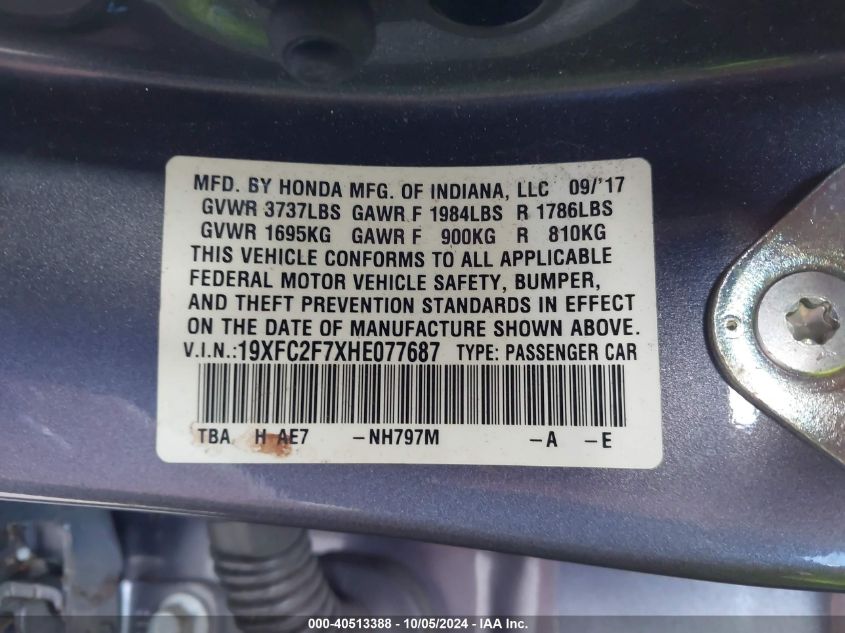 MFD. BY HONDA MFG. OF INDIANA, LLC 09/'17
GVWR 3737LBS GAWR F 1984LBS R 1786LBS
GVWR 1695KG GAWR F 900KG R 810KG
THIS VEHICLE CONFORMS TO ALL APPLICABLE
FEDERAL MOTOR VEHICLE SAFETY, BUMPER,
AND THEFT PREVENTION STANDARDS IN EFFECT
ON THE DATE OF MANUFACTURE SHOWN ABOVE.
V.I.N.:19XFC2F7XHE077687 TYPE: PASSENGER CAR
TBA H AE7 -NH797M -A -E
000-40513388 - 10/05/2024 - IAA Inc.